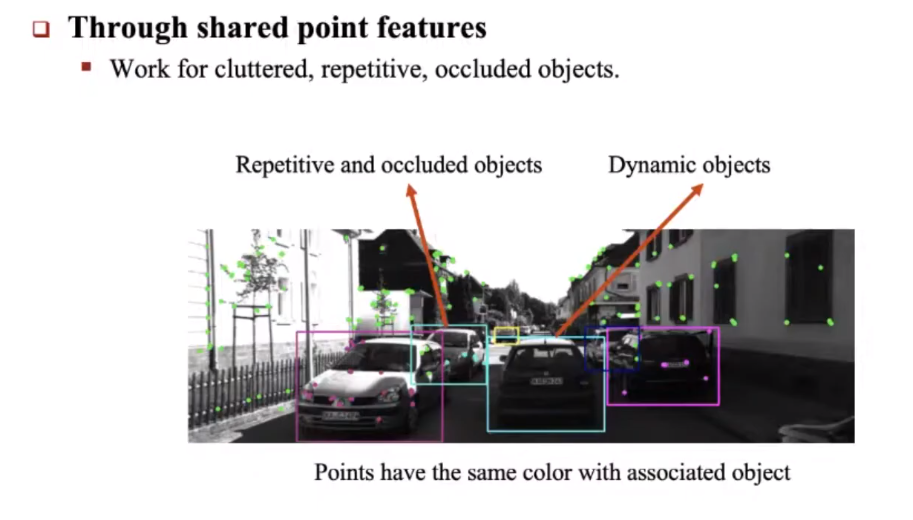 Through shared point features
Work for cluttered, repetitive, occluded objects.
Repetitive and occluded objects
Dynamic objects
Points have the same color with associated object